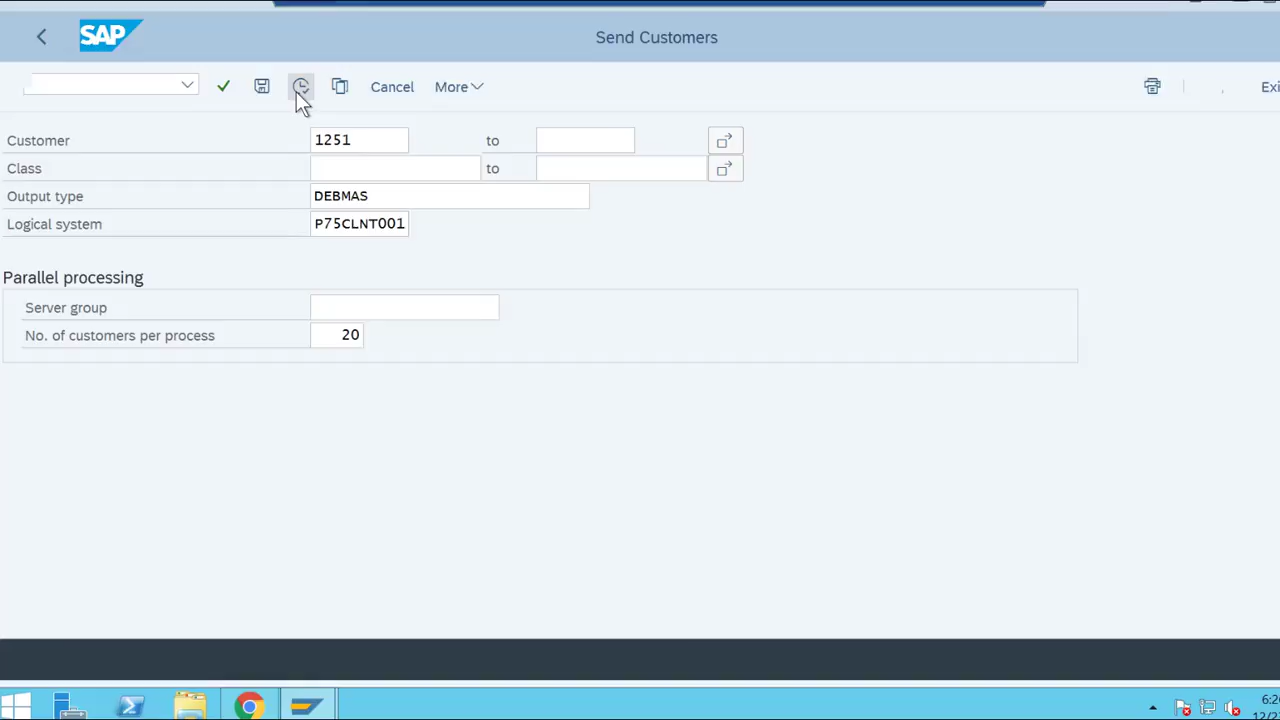 SAP
Send Customers
Cancel More
Exi
Customer 1251 to
Class to
Output type DEBMAS
Logical system P75CLNT001
Parallel processing
Server group
No. of customers per process 20